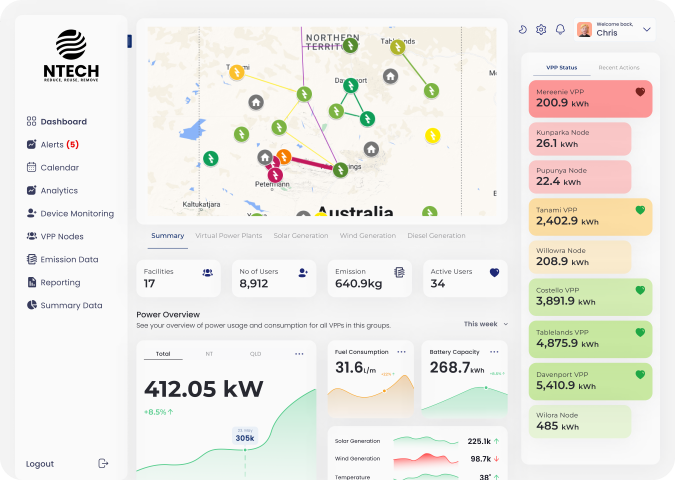 NTECH
REDUCE, REUSE, REMOVE
Dashboard
Alerts (5)
Calendar
Analytics
Device Monitoring
VPP Nodes
Emission Data
Reporting
Summary Data
Logout
NORTHERN
TERRIT
Petermann
Kaltukatjara
Australia
Summary
Virtual Power Plants
Solar Generation
Wind Generation
Diesel Generation
Facilities
17
No of Users
8,912
Emission
640.9kg
Active Users
34
Power Overview
See your overview of power usage and consumption for all VPPs in this groups.
This week
Total
NT
QLD
412.05 kW
+8.5% ↑
305k
Fuel Consumption
31.6L/m
Battery Capacity
268.7kWh
Solar Generation
225.1k ↑
Wind Generation
98.7k ↓
Temperature
38° ↑
Welcome back,
Chris
VPP Status
Recent Actions
Mereenie VPP
200.9 kWh
Kunparka Node
26.1 kWh
Pupunya Node
22.4 kWh
Tanami VPP
2,402.9 kWh
Willowra Node
208.9 kWh
Costello VPP
3,891.9 kWh
Tablelands VPP
4,875.9 kWh
Davenport VPP
5,410.9 kWh
Wilora Node
485 kWh